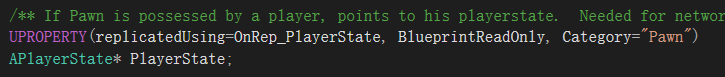 /** If Pawn is possessed by a player, points to his playerstate.  Needed for
UPROPERTY(replicatedUsing=OnRep_PlayerState, BlueprintReadOnly, Category="Pawn")
APlayerState* PlayerState;